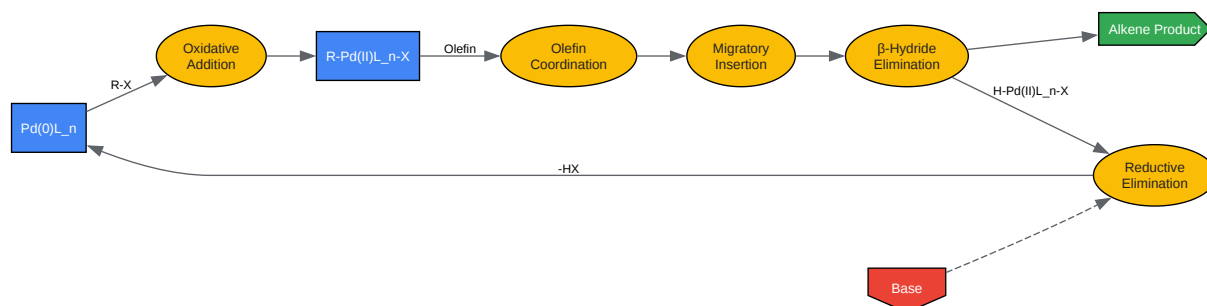 Pd(0)L_n
R-X
Oxidative
Addition
R-Pd(II)L_n-X
Olefin
Olefin
Coordination
Migratory
Insertion
β-Hydride
Elimination
Alkene Product
H-Pd(II)L_n-X
Reductive
Elimination
-HX
Base